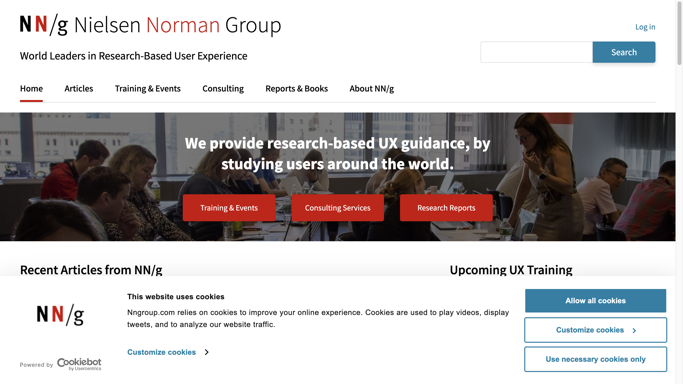 NN/g Nielsen Norman Group
Log in
World Leaders in Research-Based User Experience
Search
Home Articles Training & Events Consulting Reports & Books About NN/g
We provide research-based UX guidance, by
studying users around the world.
Training & Events Consulting Services Research Reports
Recent Articles from NN/g Upcoming UX Training
NN/g
This website uses cookies
Nngroup.com relies on cookies to improve your online experience. Cookies are used to play videos, display
tweets, and to analyze our website traffic.
Customize cookies
Allow all cookies
Customize cookies
Use necessary cookies only
Powered by Cookiebot
by Usercentrics